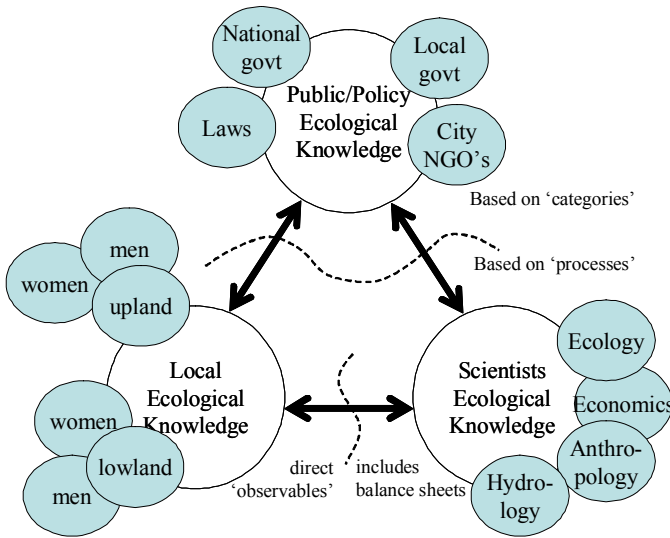 National
govt
Local
govt
Public/Policy
Ecological
Knowledge
Laws
City
NGO's
Based on 'categories'
men
women
upland
Based on 'processes'
Local
Ecological
Knowledge
Scientists
Ecological
Knowledge
Ecology
Economics
Anthro-
pology
Hydro-
logy
women
lowland
men
direct
'observables'
includes
balance sheets